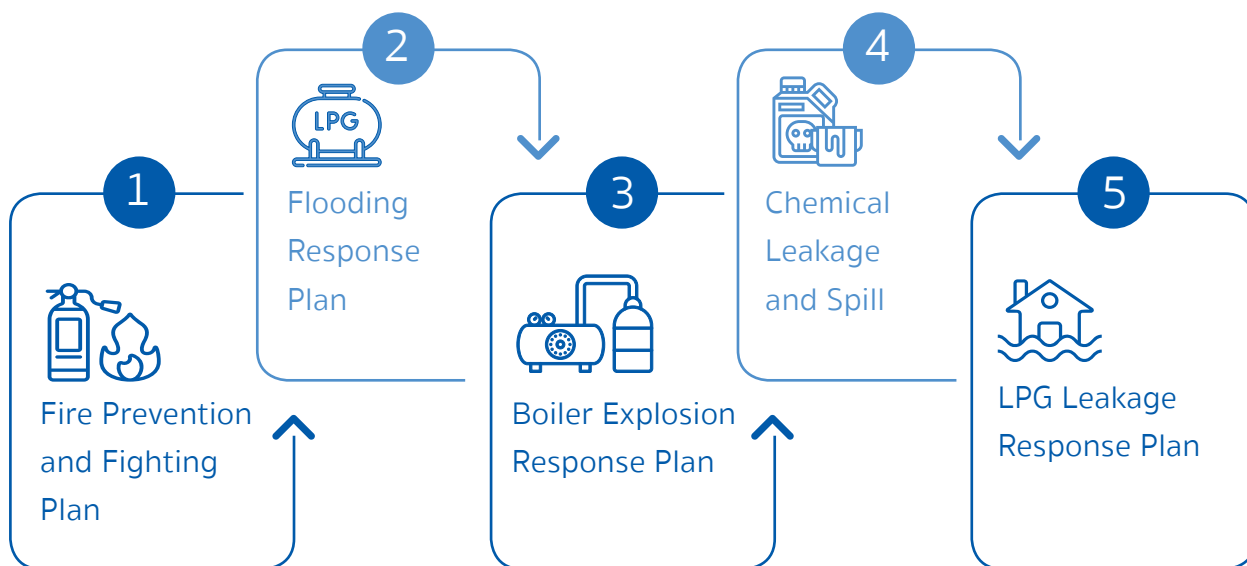 1
Fire Prevention
and Fighting
Plan
2
LPG
Flooding
Response
Plan
3
Boiler Explosion
Response Plan
4
Chemical
Leakage
and Spill
5
LPG Leakage
Response Plan